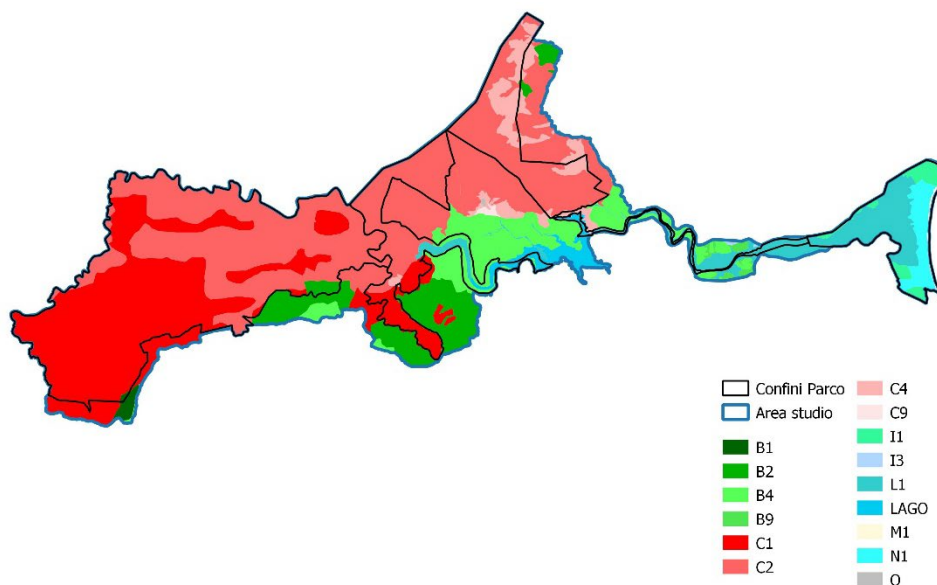 Confini Parco
Area studio
B1
B2
B4
B9
C1
C2
C4
C9
I1
I3
L1
LAGO
M1
N1
O